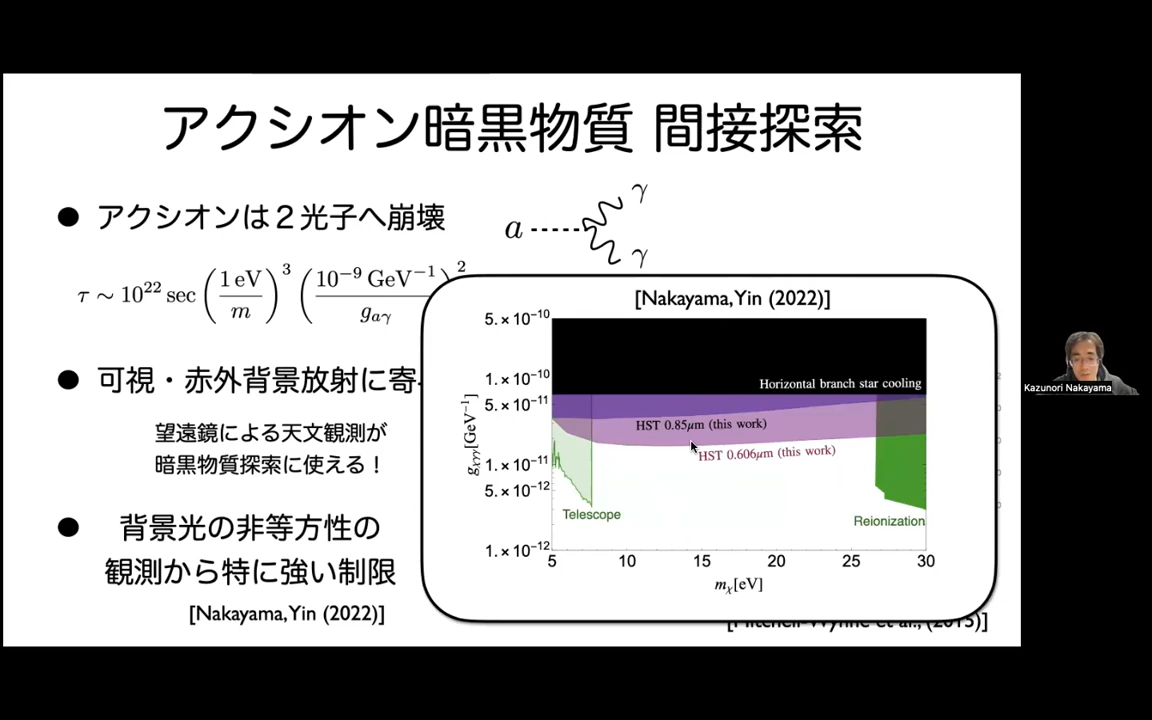 アクシオン暗黒物質 間接探索
● アクシオンは２光子へ崩壊
a γ γ
τ ∼ 10^22 sec (1 eV / m)^3 (10^−9 GeV^−1 / g_aγ)^2
● 可視・赤外背景放射に寄
望遠鏡による天文観測が
暗黒物質探索に使える！
● 背景光の非等方性の
観測から特に強い制限
[Nakayama,Yin (2022)]
[Nakayama,Yin (2022)]
5.×10^−10
1.×10^−10
5.×10^−11
1.×10^−11
5.×10^−12
1.×10^−12
g_χγγ[GeV^−1]
Horizontal branch star cooling
HST 0.85μm (this work)
HST 0.606μm (this work)
Telescope
Reionization
5 10 15 20 25 30
m_χ[eV]
Kazunori Nakayama